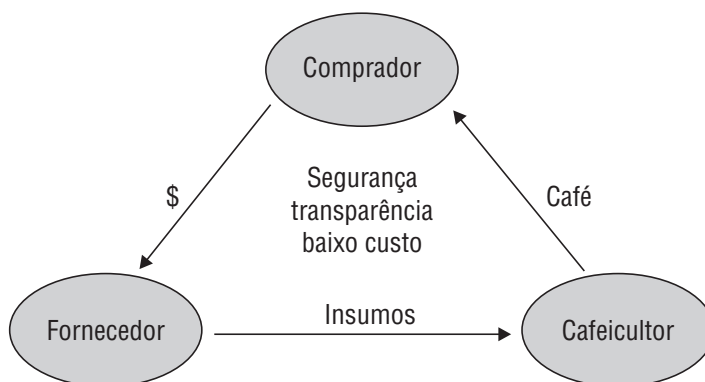 Comprador
$
Segurança
transparência
baixo custo
Café
Fornecedor
Insumos
Cafeicultor